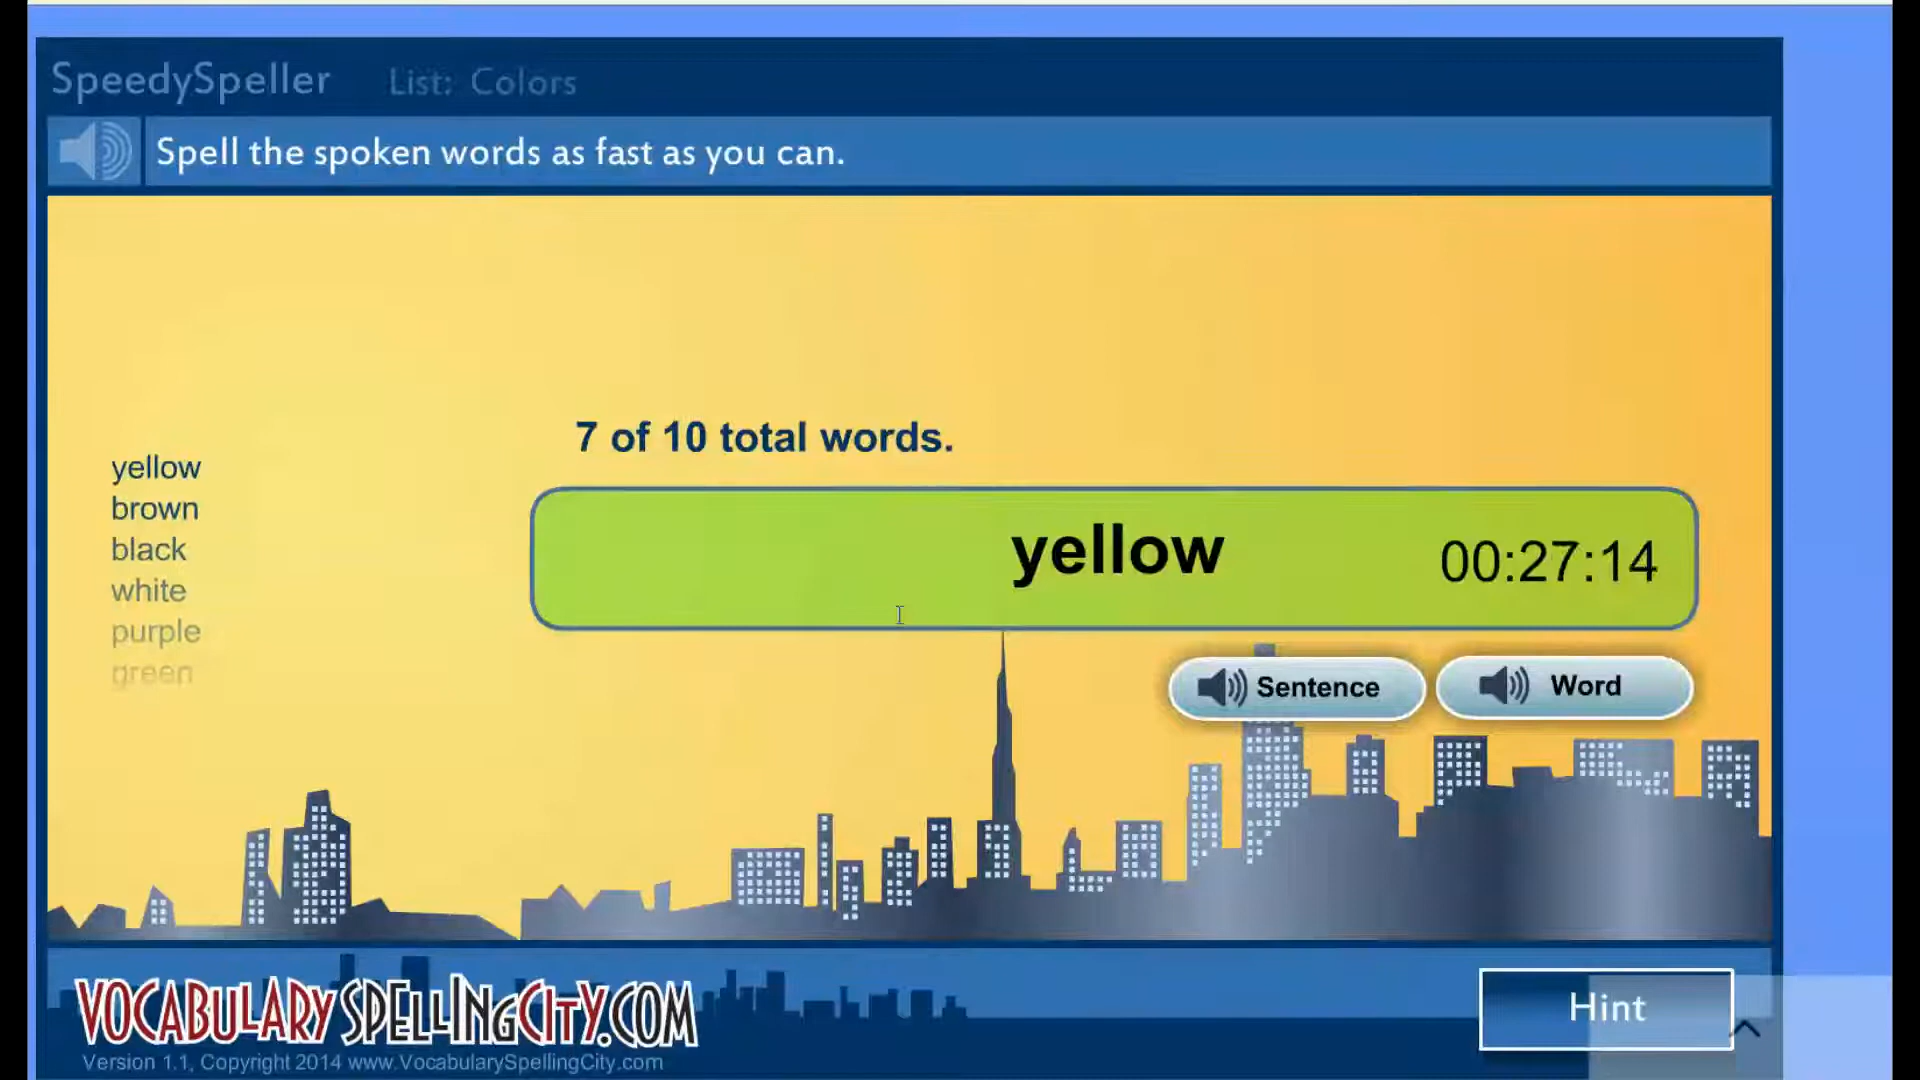 SpeedySpeller List: Colors
Spell the spoken words as fast as you can.
7 of 10 total words.
yellow
brown
black
white
purple
green
yellow 00:27:14
Sentence Word
VOCABULARYSPELLINGCITY.COM
Hint
Version 1.1, Copyright 2014 www.VocabularySpellingCity.com